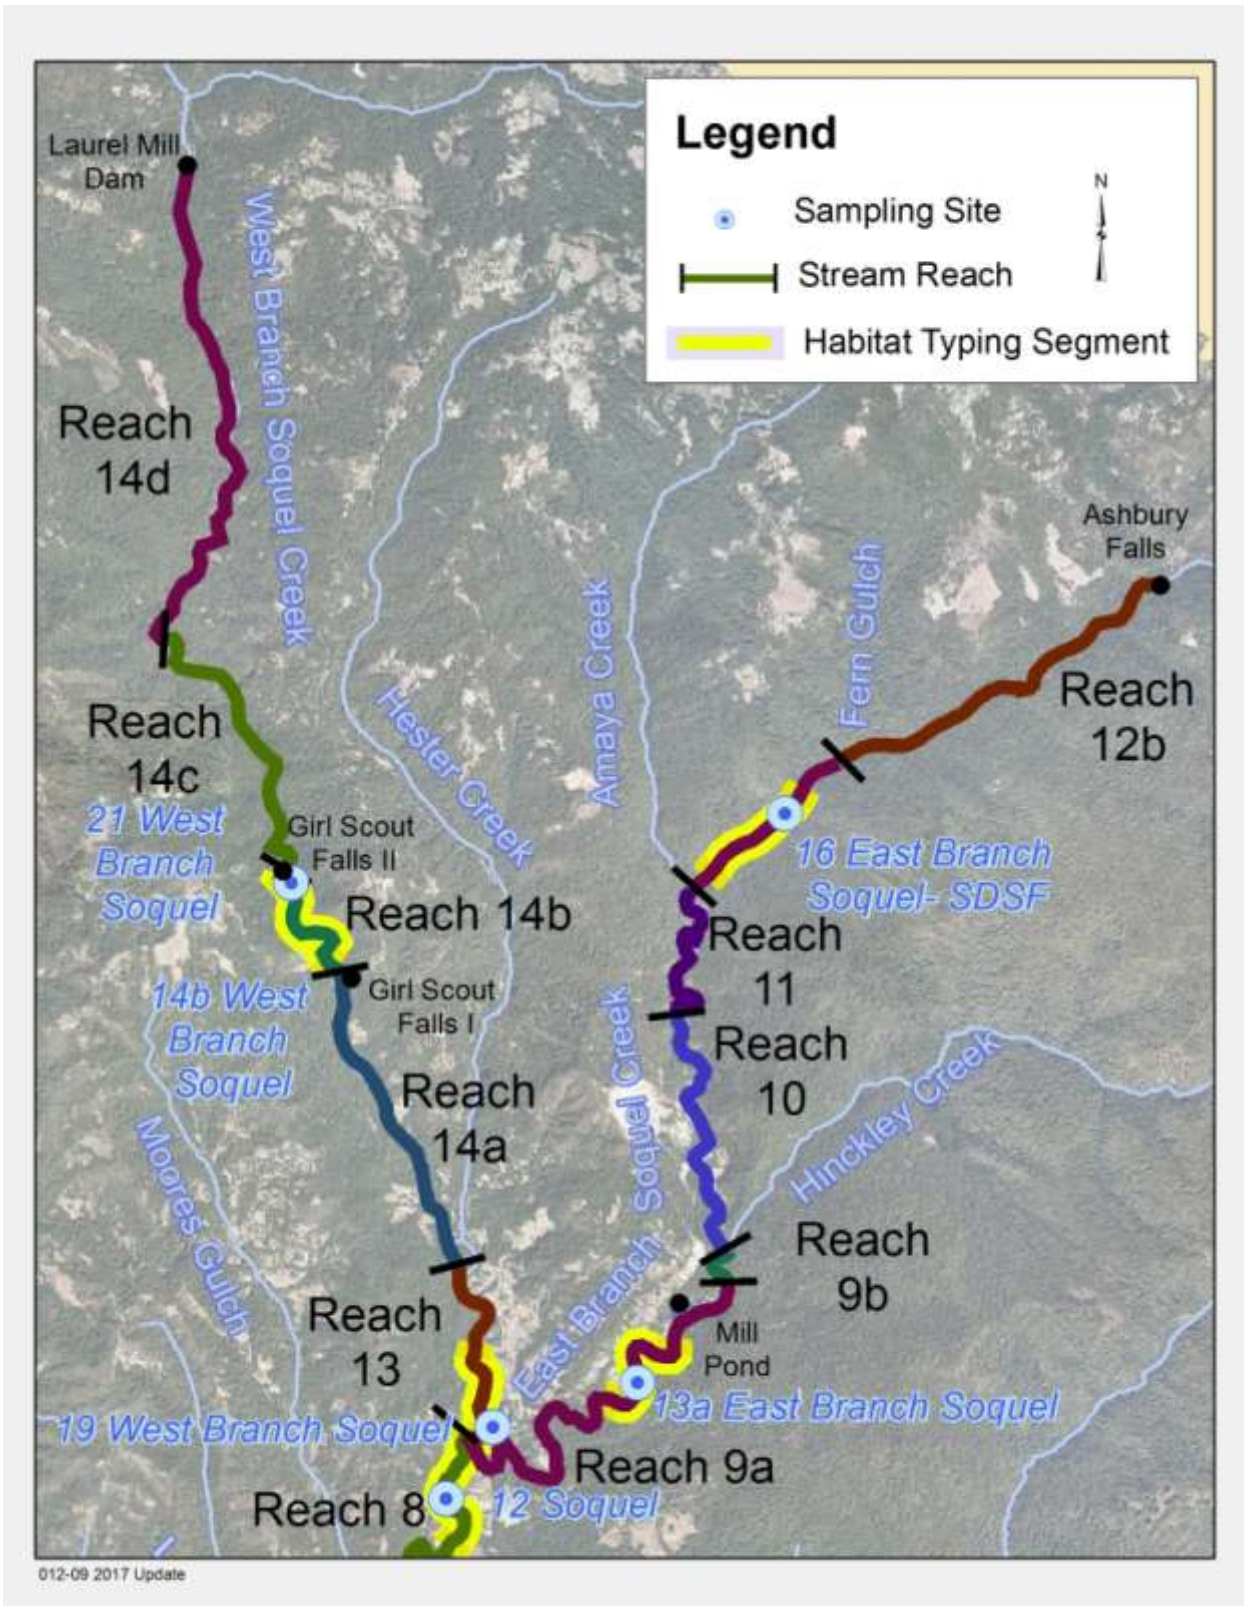 Legend
N
Sampling Site
Stream Reach
Habitat Typing Segment
Laurel Mill
Dam
West Branch Soquel Creek
Reach
14d
Ashbury
Falls
Fern Gulch
Amaya Creek
Hester Creek
Reach
12b
Reach
14c
21 West
Branch
Soquel
Girl Scout
Falls II
16 East Branch
Soquel- SDSF
Reach 14b
Reach
11
14b West
Branch
Soquel
Girl Scout
Falls I
Reach
10
Hinckley Creek
Reach
14a
Moores Gulch
East Branch Soquel Creek
Reach
9b
Reach
13
Mill
Pond
13a East Branch Soquel
19 West Branch Soquel
Reach 9a
Reach 8
12 Soquel
012-09 2017 Update